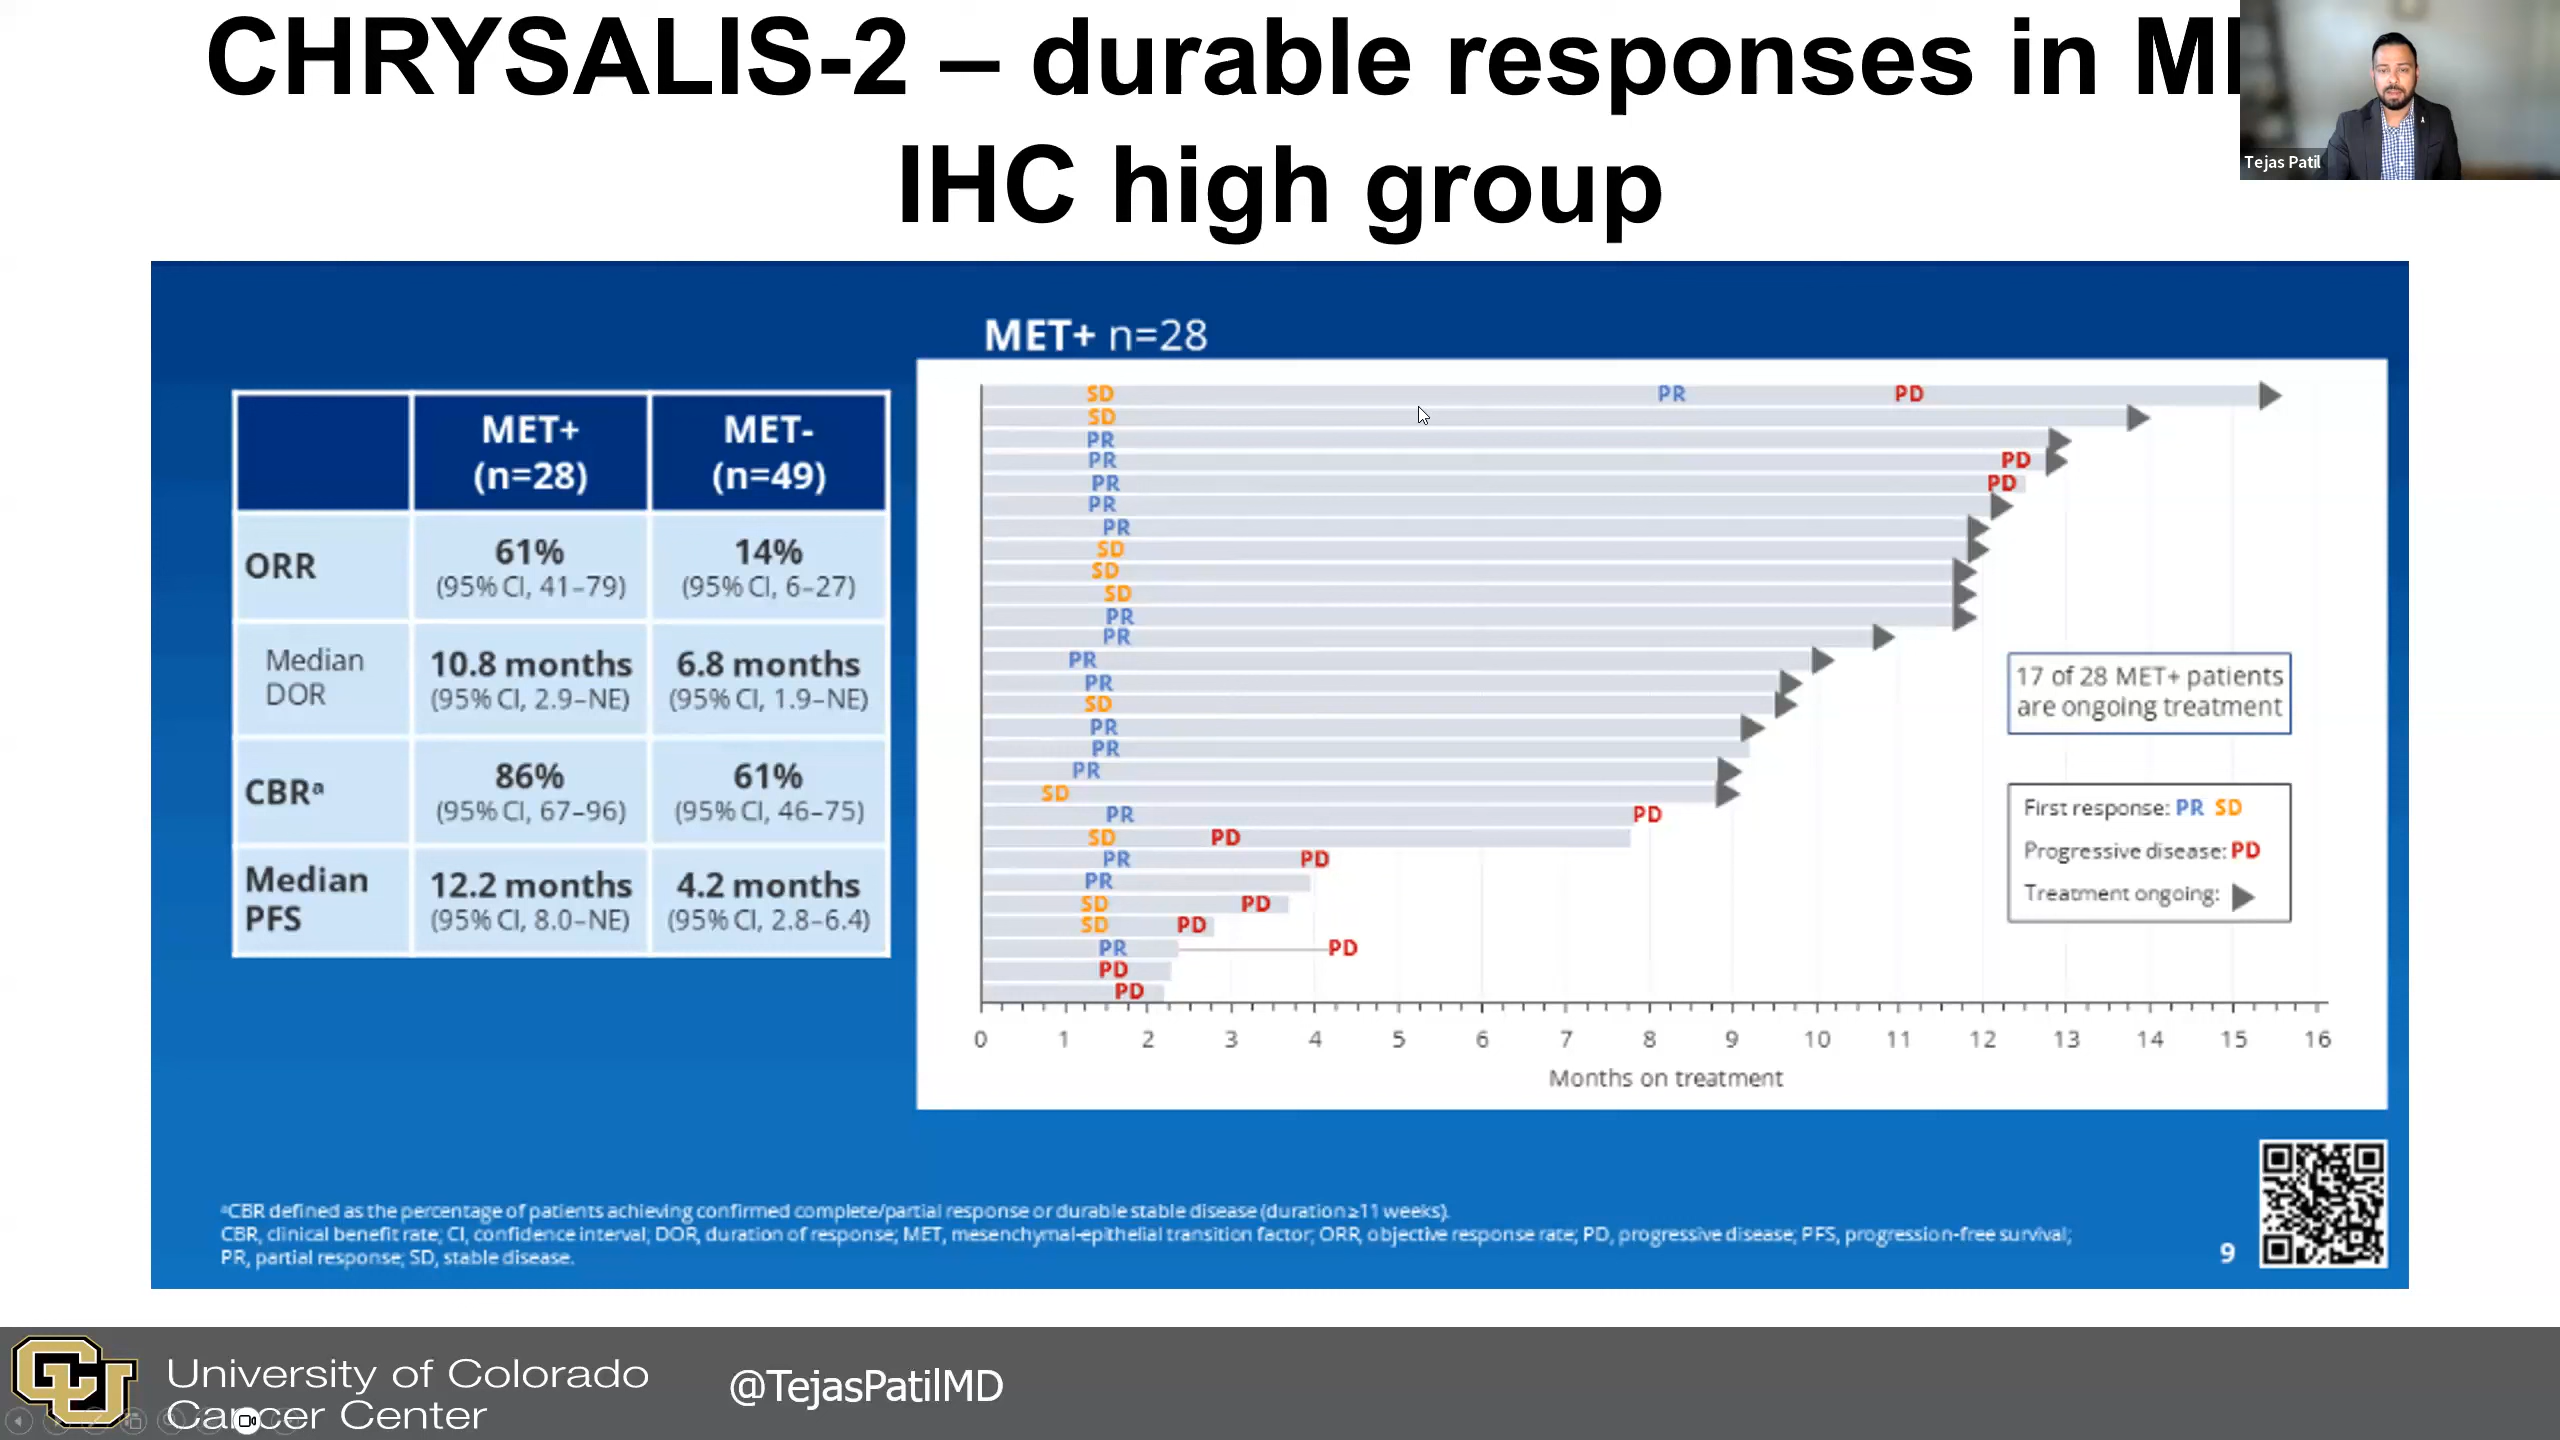 CHRYSALIS-2 – durable responses in
IHC high group
Tejas Patil
MET+ n=28
MET+
(n=28)
MET-
(n=49)
ORR
61%
(95% CI, 41–79)
14%
(95% CI, 6–27)
Median
DOR
10.8 months
(95% CI, 2.9–NE)
6.8 months
(95% CI, 1.9–NE)
CBRᵃ
86%
(95% CI, 67–96)
61%
(95% CI, 46–75)
Median
PFS
12.2 months
(95% CI, 8.0–NE)
4.2 months
(95% CI, 2.8–6.4)
SD PR PD
SD
PR
PR PD
PR PD
PR
PR
SD
SD
SD
PR
PR
PR
PR
SD
PR
PR
PR
SD
PR PD
SD PD
PR PD
PR
SD PD
SD PD
PR PD
PD
PD
17 of 28 MET+ patients
are ongoing treatment
First response: PR SD
Progressive disease: PD
Treatment ongoing:
0 1 2 3 4 5 6 7 8 9 10 11 12 13 14 15 16
Months on treatment
ᵃCBR defined as the percentage of patients achieving confirmed complete/partial response or durable stable disease (duration ≥11 weeks).
CBR, clinical benefit rate; CI, confidence interval; DOR, duration of response; MET, mesenchymal-epithelial transition factor; ORR, objective response rate; PD, progressive disease; PFS, progression-free survival;
PR, partial response; SD, stable disease.
9
CU
University of Colorado
Cancer Center
@TejasPatilMD